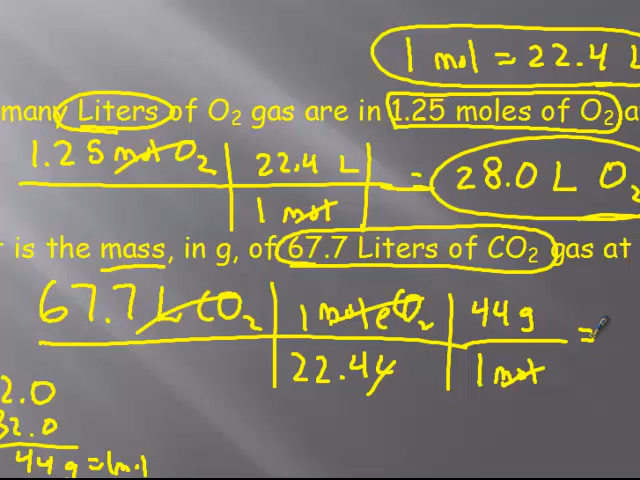 1 mol = 22.4 L
many Liters of O₂ gas are in 1.25 moles of O₂ a
1.25 mol O₂ 22.4 L = 28.0 L O₂
1 mol
t is the mass, in g, of 67.7 Liters of CO₂ gas at
67.7 L CO₂ 1 mole CO₂ 44 g =
22.4 L 1 mol
2.0
32.0
44 g = 1 mol